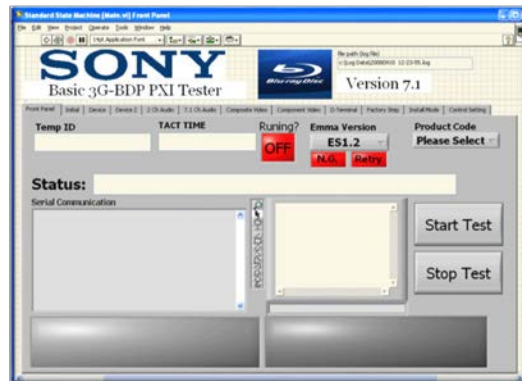 Standard State Machine [Main.vi] Front Panel
File Edit View Project Operate Tools Window Help
14pt Application Font
SONY
Basic 3G-BDP PXI Tester
Blu-ray Disc
file path (log file)
Version 7.1
Front Panel Initial Device Device 2 2 Ch Audio 7.1 Ch Audio Composite Video Component Video D-Terminal Factory Step Install Mode Control Setting
Temp ID TACT TIME Runing? Emma Version Product Code
OFF ES1.2 Please Select
N.G. Retry
Status:
Serial Communication
Start Test
Stop Test